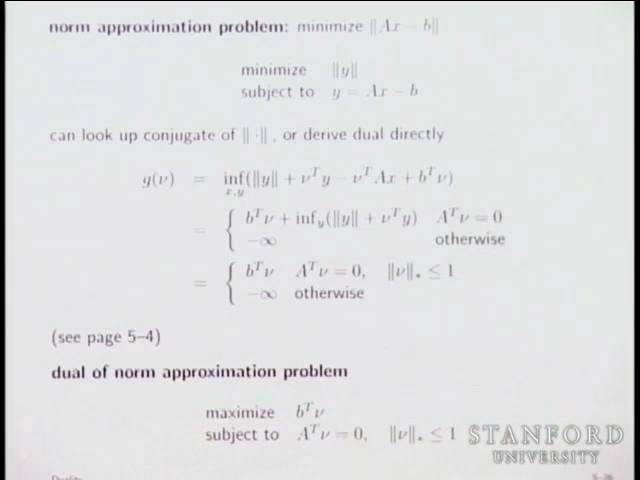 norm approximation problem: minimize ‖Ax − b‖
minimize ‖y‖
subject to y = Ax − b
can look up conjugate of ‖ · ‖, or derive dual directly
g(ν) = inf_{x,y} (‖y‖ + ν^T y − ν^T Ax + b^T ν)
= { b^T ν + inf_y (‖y‖ + ν^T y) A^T ν = 0
−∞ otherwise
= { b^T ν A^T ν = 0, ‖ν‖_* ≤ 1
−∞ otherwise
(see page 5–4)
dual of norm approximation problem
maximize b^T ν
subject to A^T ν = 0, ‖ν‖_* ≤ 1
STANFORD
UNIVERSITY